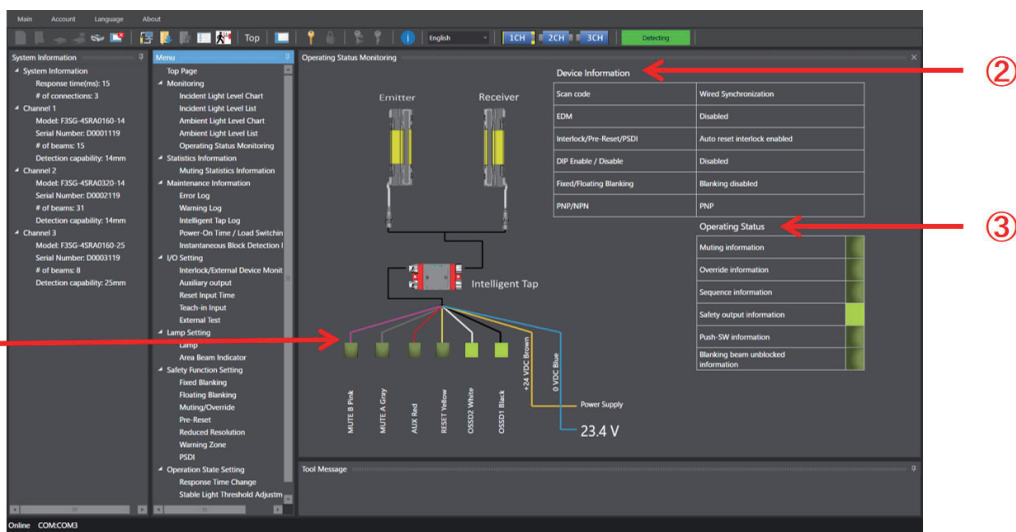 Main Account Language About
Top English 1CH 2CH 3CH Detecting
System Information
System Information
Response time(ms): 15
# of connections: 3
Channel 1
Model: F3SG-4SRA0160-14
Serial Number: D0001119
# of beams: 15
Detection capability: 14mm
Channel 2
Model: F3SG-4SRA0320-14
Serial Number: D0002119
# of beams: 31
Detection capability: 14mm
Channel 3
Model: F3SG-4SRA0160-25
Serial Number: D0003119
# of beams: 8
Detection capability: 25mm
Menu
Top Page
Monitoring
Incident Light Level Chart
Incident Light Level List
Ambient Light Level Chart
Ambient Light Level List
Operating Status Monitoring
Statistics Information
Muting Statistics Information
Maintenance Information
Error Log
Warning Log
Intelligent Tap Log
Power-On Time / Load Switchin
Instantaneous Block Detection I
I/O Setting
Interlock/External Device Monit
Auxiliary output
Reset Input Time
Teach-in Input
External Test
Lamp Setting
Lamp
Area Beam Indicator
Safety Function Setting
Fixed Blanking
Floating Blanking
Muting/Override
Pre-Reset
Reduced Resolution
Warning Zone
PSDI
Operation State Setting
Response Time Change
Stable Light Threshold Adjustm
Operating Status Monitoring
Emitter Receiver
Intelligent Tap
MUTE B Pink
MUTE A Gray
AUX Red
RESET Yellow
OSSD2 White
OSSD1 Black
+24 VDC Brown
0 VDC Blue
Power Supply
23.4 V
Device Information
②
Scan code Wired Synchronization
EDM Disabled
Interlock/Pre-Reset/PSDI Auto reset interlock enabled
DIP Enable / Disable Disabled
Fixed/Floating Blanking Blanking disabled
PNP/NPN PNP
Operating Status
③
Muting information
Override information
Sequence information
Safety output information
Push-SW information
Blanking beam unblocked
information
Tool Message
Online COM:COM3